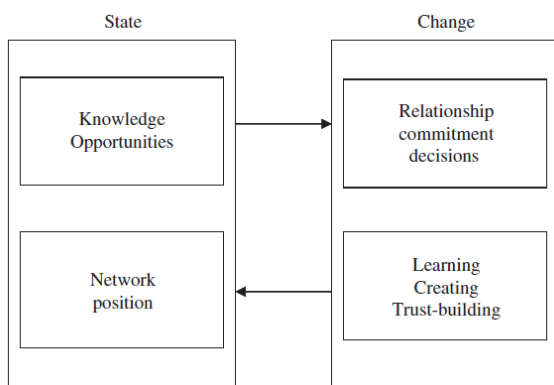 State
Change
Knowledge
Opportunities
Relationship
commitment
decisions
Network
position
Learning
Creating
Trust-building